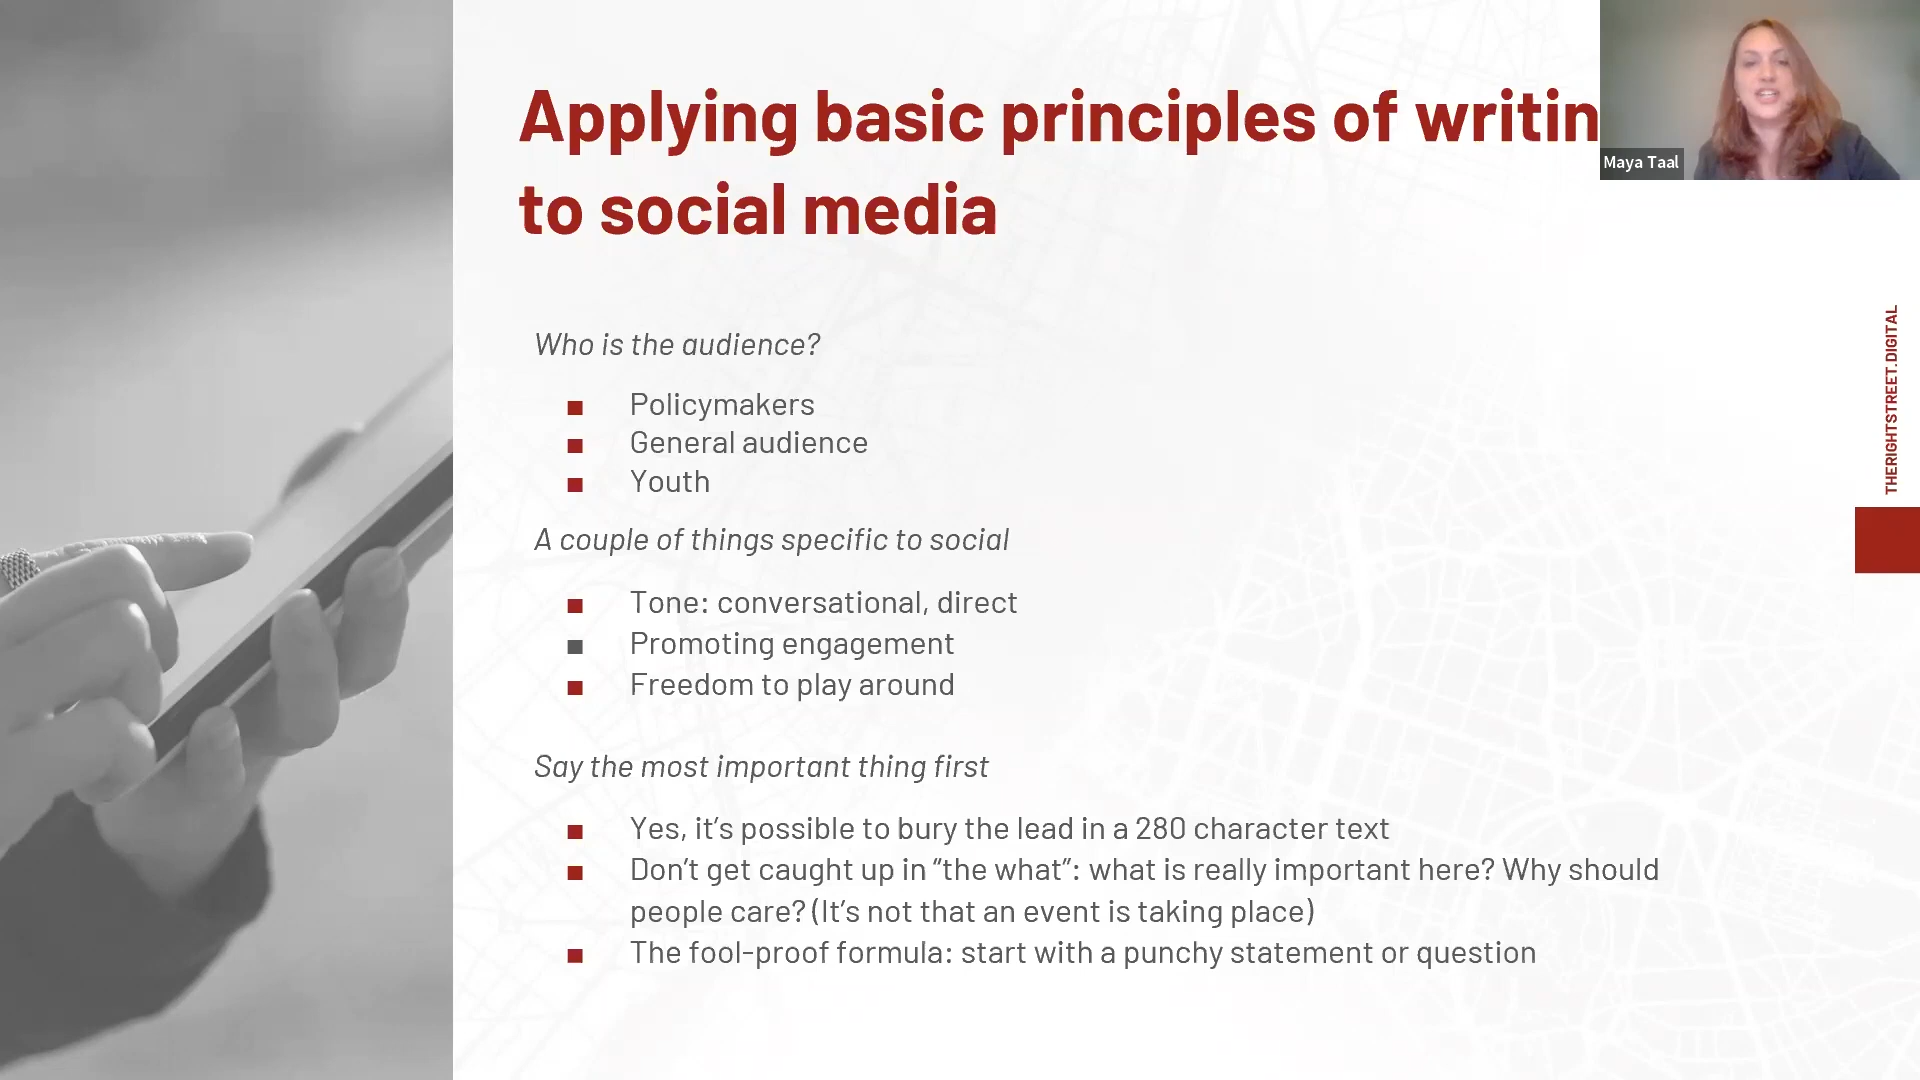 Applying basic principles of writin
to social media
Maya Taal
Who is the audience?
■ Policymakers
■ General audience
■ Youth
A couple of things specific to social
■ Tone: conversational, direct
■ Promoting engagement
■ Freedom to play around
Say the most important thing first
■ Yes, it’s possible to bury the lead in a 280 character text
■ Don’t get caught up in “the what”: what is really important here? Why should
people care? (It’s not that an event is taking place)
■ The fool-proof formula: start with a punchy statement or question
THERIGHTSTREET.DIGITAL